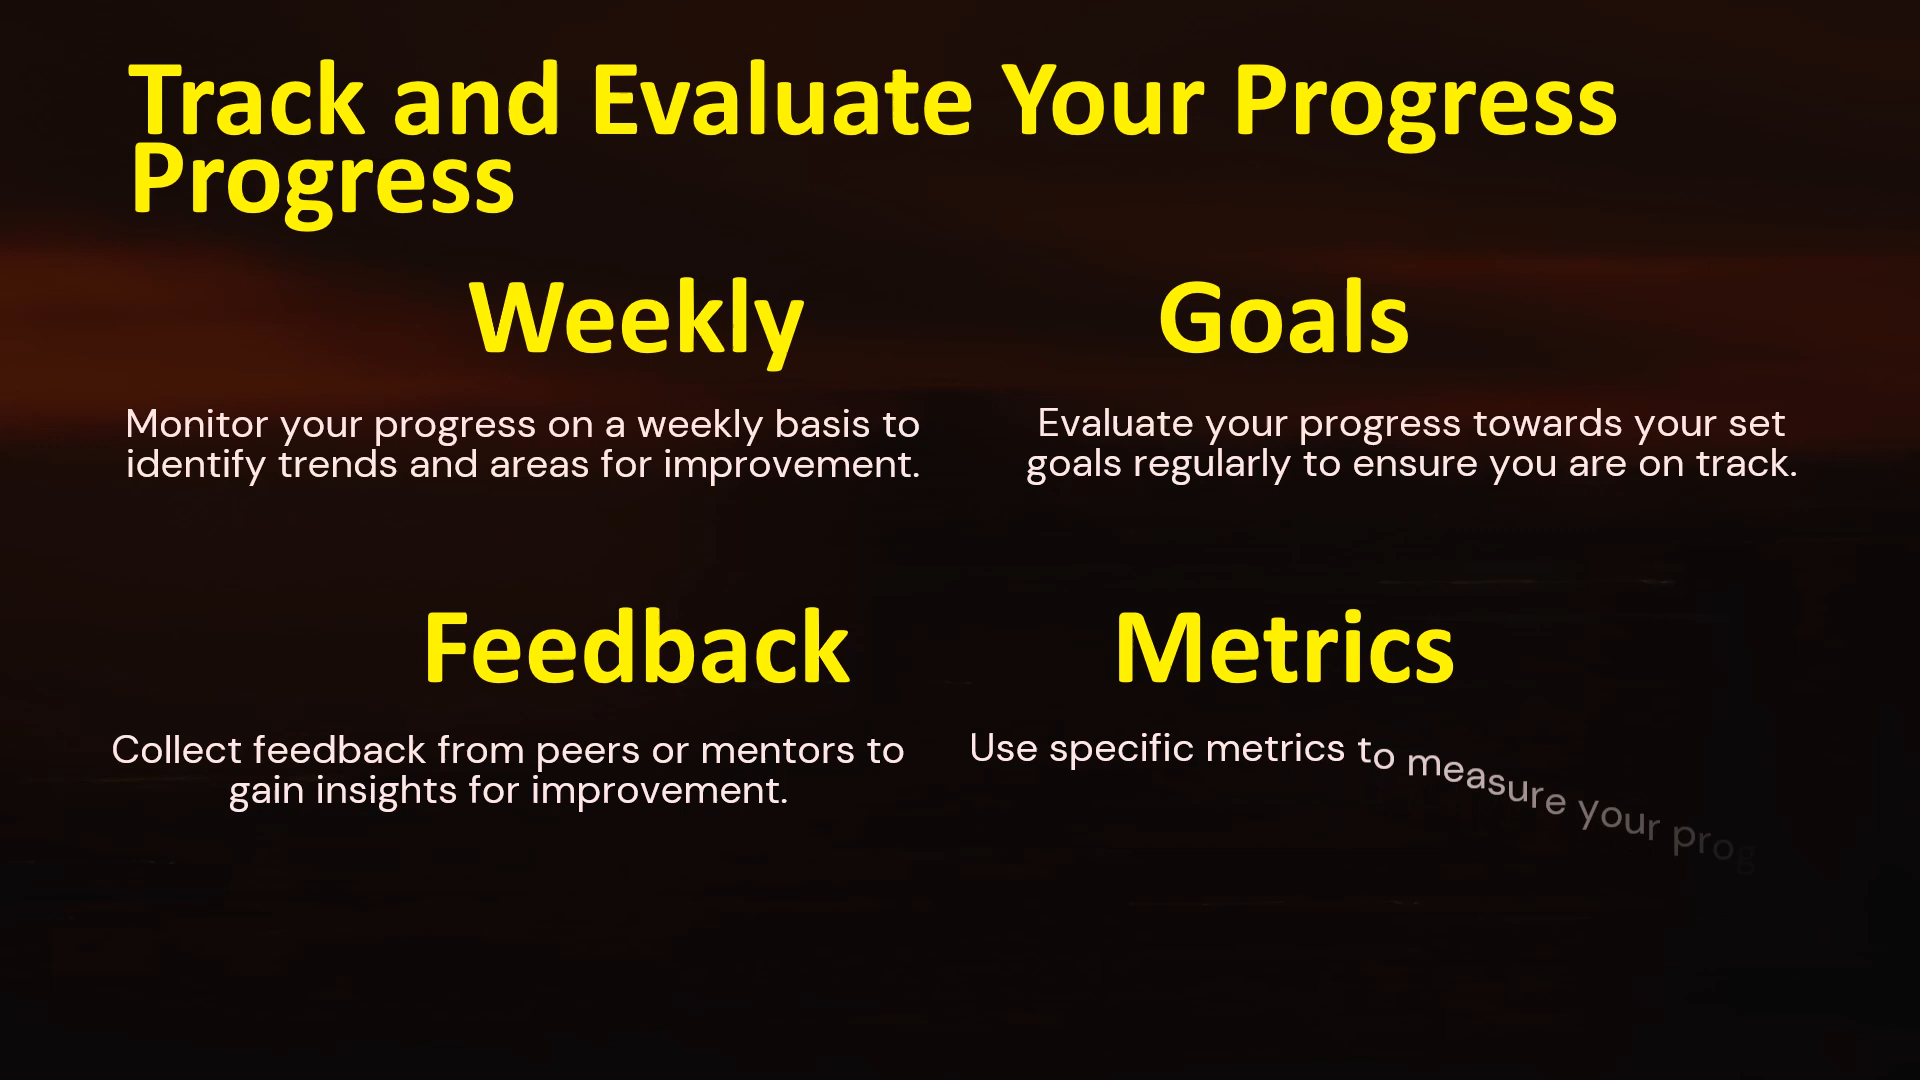 Track and Evaluate Your Progress
Progress
Weekly
Goals
Monitor your progress on a weekly basis to
identify trends and areas for improvement.
Evaluate your progress towards your set
goals regularly to ensure you are on track.
Feedback
Metrics
Collect feedback from peers or mentors to
gain insights for improvement.
Use specific metrics to measure your prog